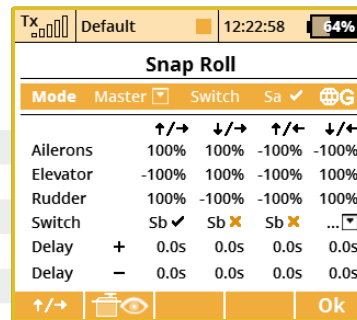 Tx Default 12:22:58 64%
Snap Roll
Mode Master Switch Sa ✔ G
↑/→ ↓/→ ↑/← ↓/←
Ailerons 100% 100% -100% -100%
Elevator -100% 100% -100% 100%
Rudder 100% -100% -100% 100%
Switch Sb ✔ Sb ✖ Sb ✖ ...
Delay + 0.0s 0.0s 0.0s 0.0s
Delay – 0.0s 0.0s 0.0s 0.0s
↑/→ Ok